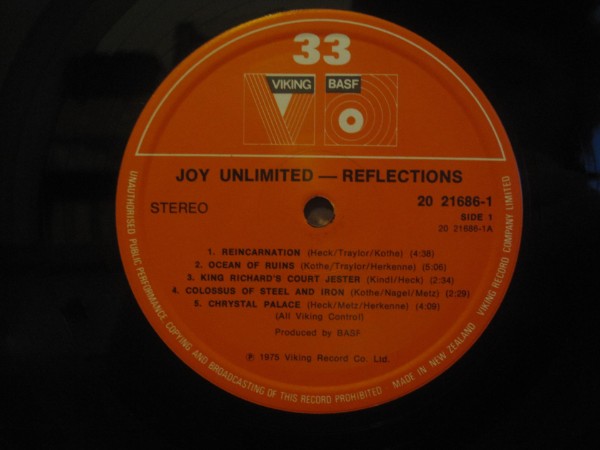 33
VIKING BASF
JOY UNLIMITED — REFLECTIONS
STEREO
20 21686-1
SIDE 1
20 21686-1A
1. REINCARNATION (Heck/Traylor/Kothe) (4:38)
2. OCEAN OF RUINS (Kothe/Traylor/Herkenne) (5:06)
3. KING RICHARD'S COURT JESTER (Kindl/Heck) (2:34)
4. COLOSSUS OF STEEL AND IRON (Kothe/Nagel/Metz) (2:29)
5. CHRYSTAL PALACE (Heck/Metz/Herkenne) (4:09)
(All Viking Control)
Produced by BASF
℗ 1975 Viking Record Co. Ltd.
UNAUTHORISED PUBLIC PERFORMANCE COPYING AND BROADCASTING OF THIS RECORD PROHIBITED MADE IN NEW ZEALAND VIKING RECORD COMPANY LIMITED